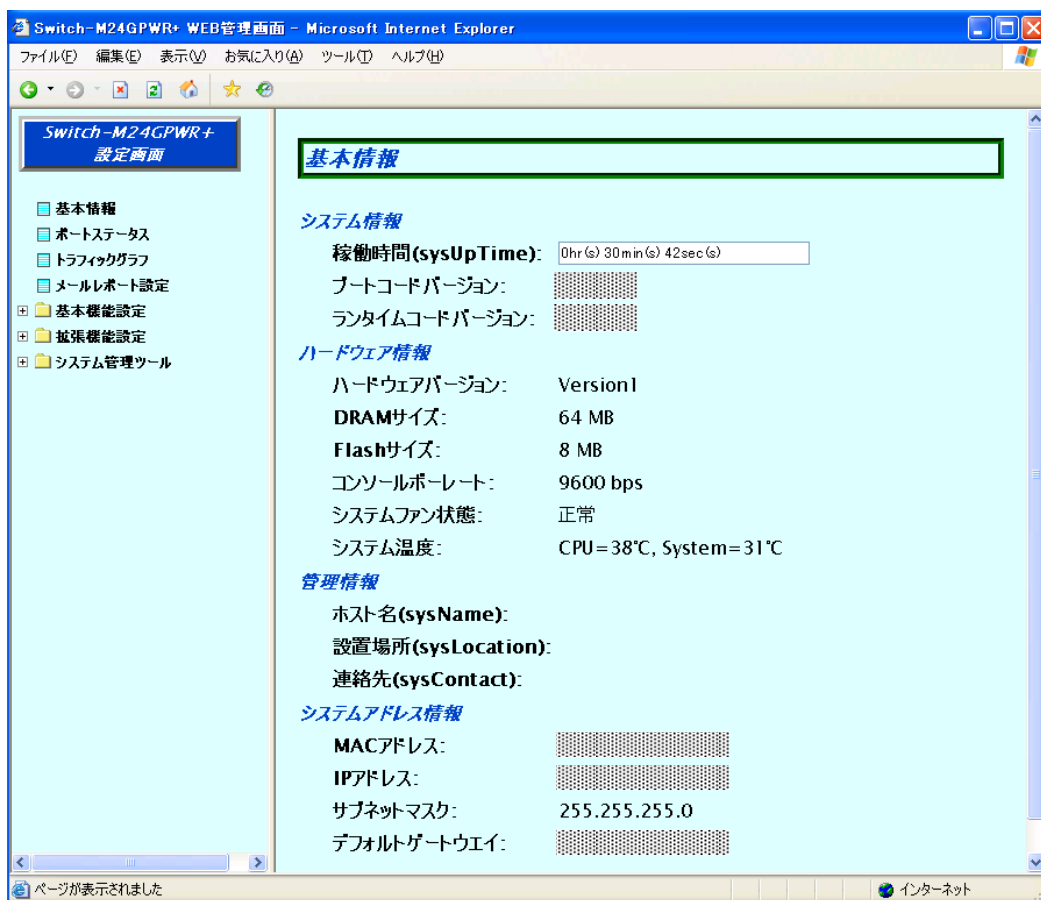 Switch-M24GPWR+ WEB管理画面 - Microsoft Internet Explorer
ファイル(F) 編集(E) 表示(V) お気に入り(A) ツール(T) ヘルプ(H)
Switch-M24GPWR+
設定画面
基本情報
ポートステータス
トラフィックグラフ
メールレポート設定
基本機能設定
拡張機能設定
システム管理ツール
基本情報
システム情報
稼働時間(sysUpTime): 0hr(s) 30min(s) 42sec(s)
ブートコードバージョン:
ランタイムコードバージョン:
ハードウェア情報
ハードウェアバージョン: Version1
DRAMサイズ: 64 MB
Flashサイズ: 8 MB
コンソールボーレート: 9600 bps
システムファン状態: 正常
システム温度: CPU=38℃, System=31℃
管理情報
ホスト名(sysName):
設置場所(sysLocation):
連絡先(sysContact):
システムアドレス情報
MACアドレス:
IPアドレス:
サブネットマスク: 255.255.255.0
デフォルトゲートウエイ:
ページが表示されました インターネット